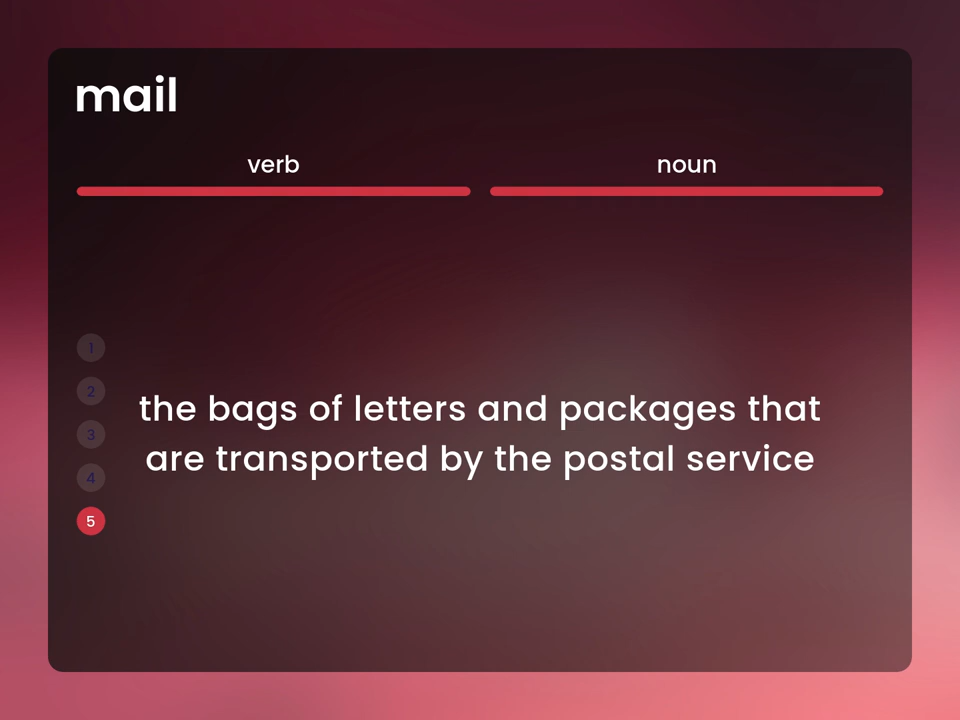 mail
verb
noun
1
2
3
4
5
the bags of letters and packages that
are transported by the postal service